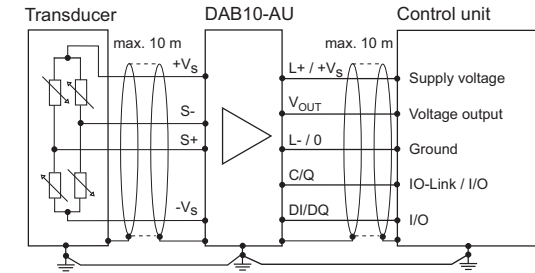 Transducer
DAB10-AU
Control unit
max. 10 m
max. 10 m
+VS
L+ / +VS
Supply voltage
S-
VOUT
Voltage output
S+
L- / 0
Ground
C/Q
IO-Link / I/O
-VS
DI/DQ
I/O